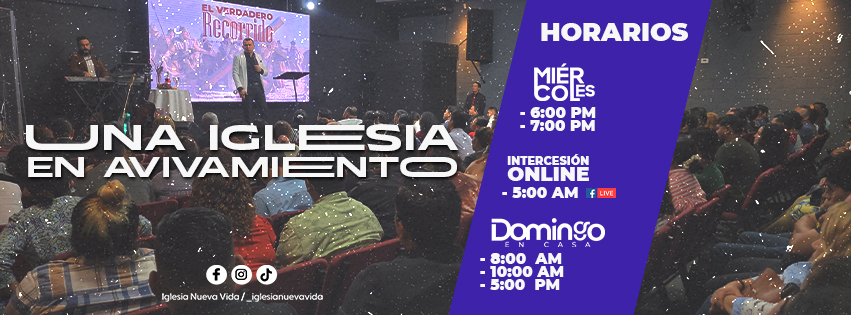 EL VERDADERO
Recorrido
UNA IGLESIA
EN AVIVAMIENTO
Iglesia Nueva Vida / _iglesianuevavida
HORARIOS
MIÉR
COLES
- 6:00 PM
- 7:00 PM
INTERCESIÓN
ONLINE
- 5:00 AM f LIVE
Domingo
EN CASA
- 8:00 AM
- 10:00 AM
- 5:00 PM